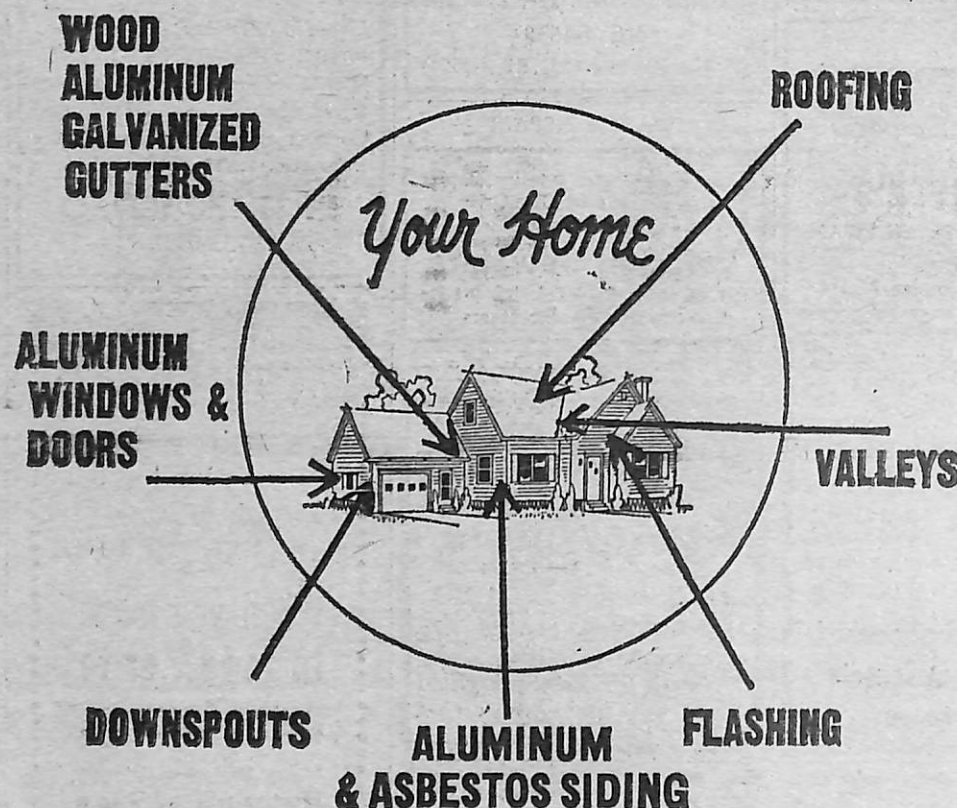 WOOD
ALUMINUM
GALVANIZED
GUTTERS
ROOFING
Your Home
ALUMINUM
WINDOWS &
DOORS
VALLEYS
DOWNSPOUTS
ALUMINUM
& ASBESTOS SIDING
FLASHING